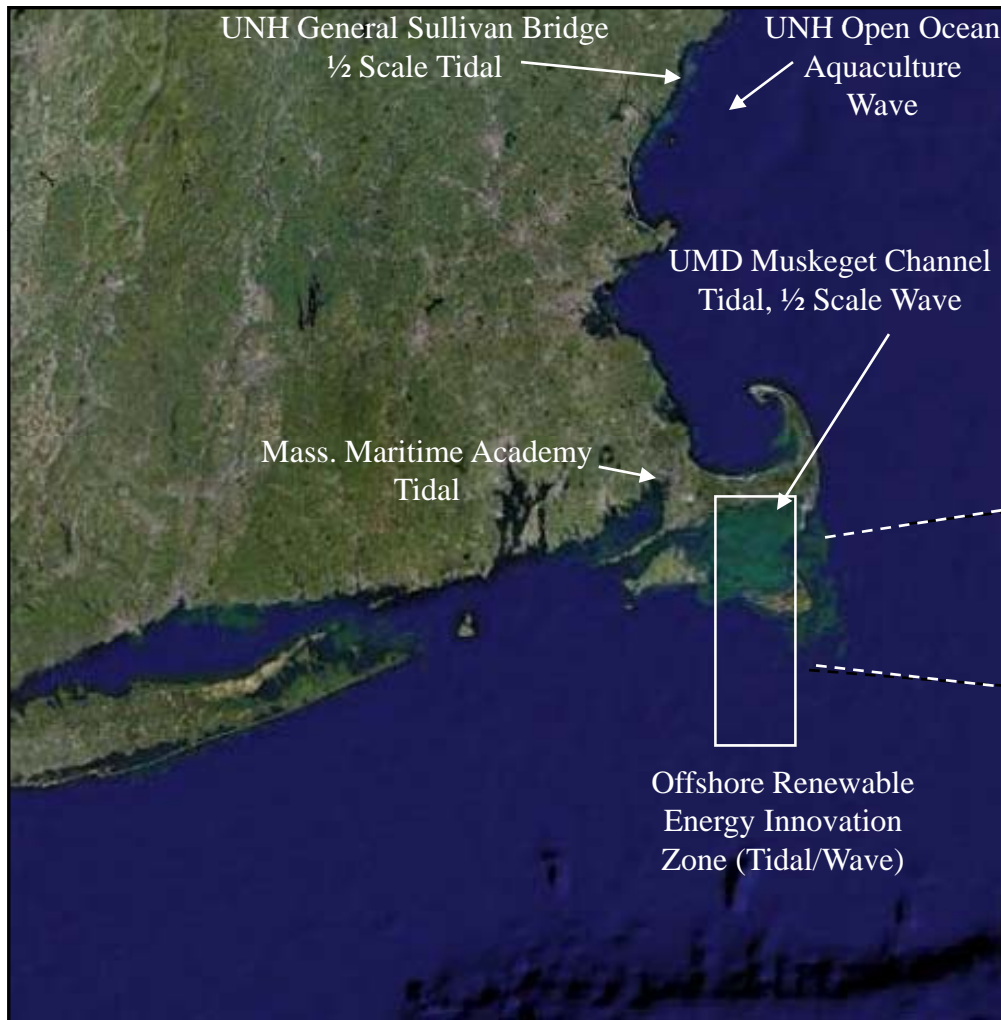 UNH General Sullivan Bridge
½ Scale Tidal
UNH Open Ocean
Aquaculture
Wave
UMD Muskeget Channel
Tidal, ½ Scale Wave
Mass. Maritime Academy
Tidal
Offshore Renewable
Energy Innovation
Zone (Tidal/Wave)